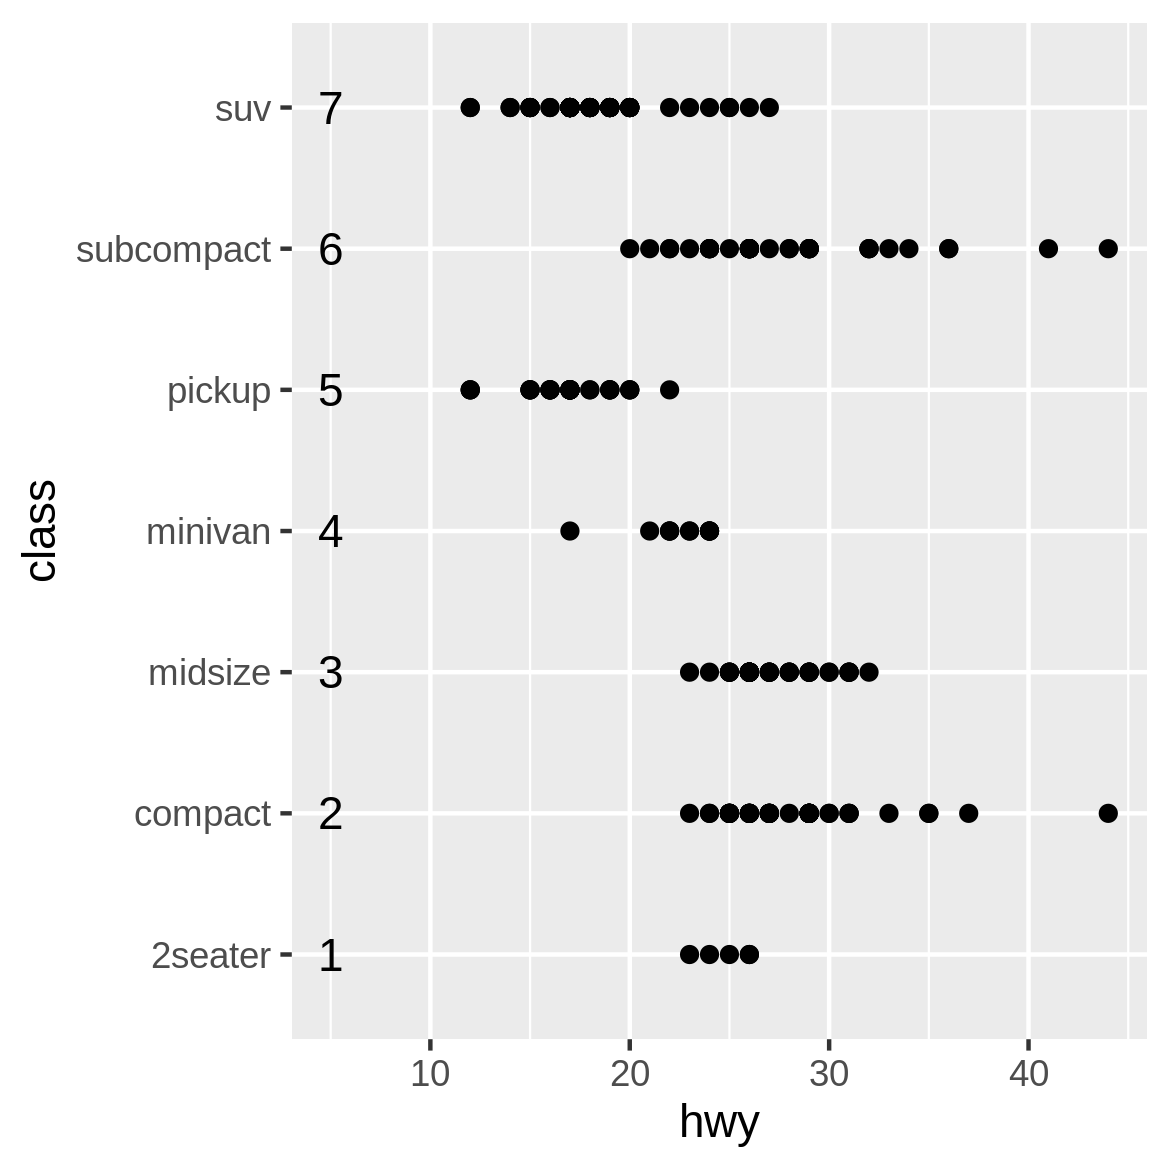 suv 7
subcompact 6
pickup 5
minivan 4
midsize 3
compact 2
2seater 1
class
10 20 30 40
hwy